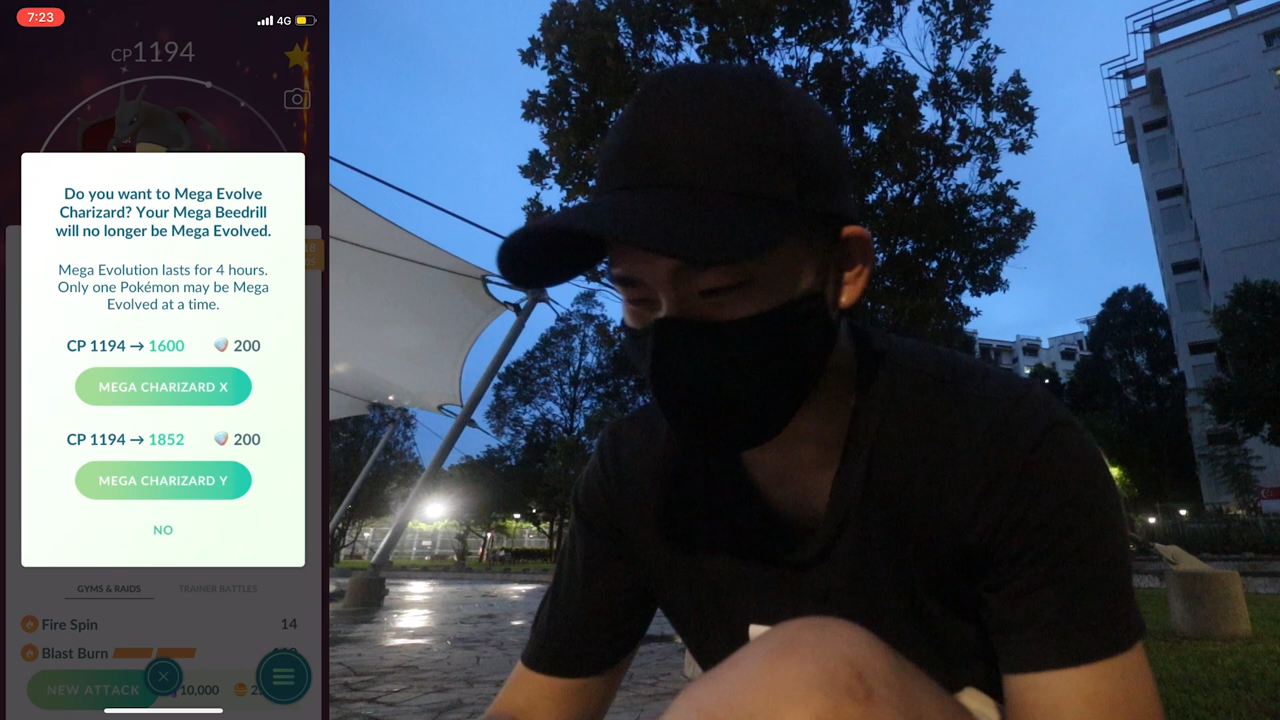 7:23
4G
CP1194
Do you want to Mega Evolve
Charizard? Your Mega Beedrill
will no longer be Mega Evolved.
Mega Evolution lasts for 4 hours.
Only one Pokémon may be Mega
Evolved at a time.
CP 1194 → 1600 200
MEGA CHARIZARD X
CP 1194 → 1852 200
MEGA CHARIZARD Y
NO
GYMS & RAIDS TRAINER BATTLES
Fire Spin 14
Blast Burn
NEW ATTACK 10,000